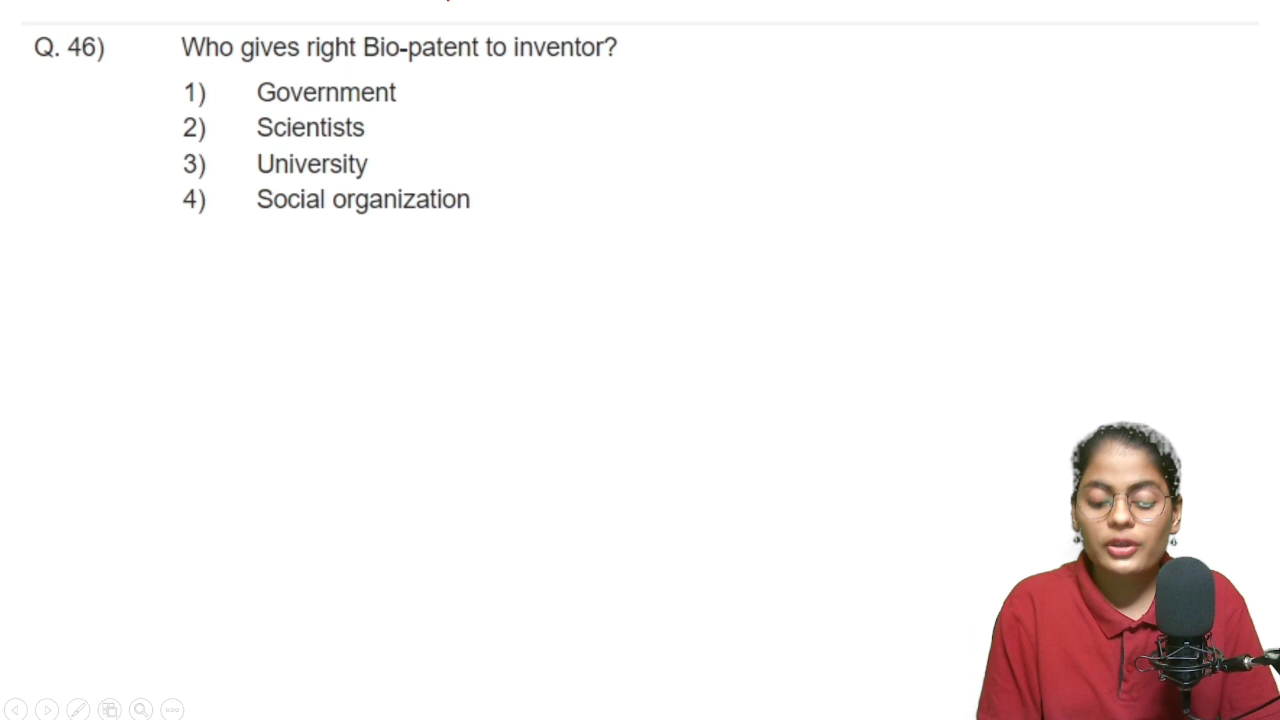 Q. 46) Who gives right Bio-patent to inventor?
1) Government
2) Scientists
3) University
4) Social organization